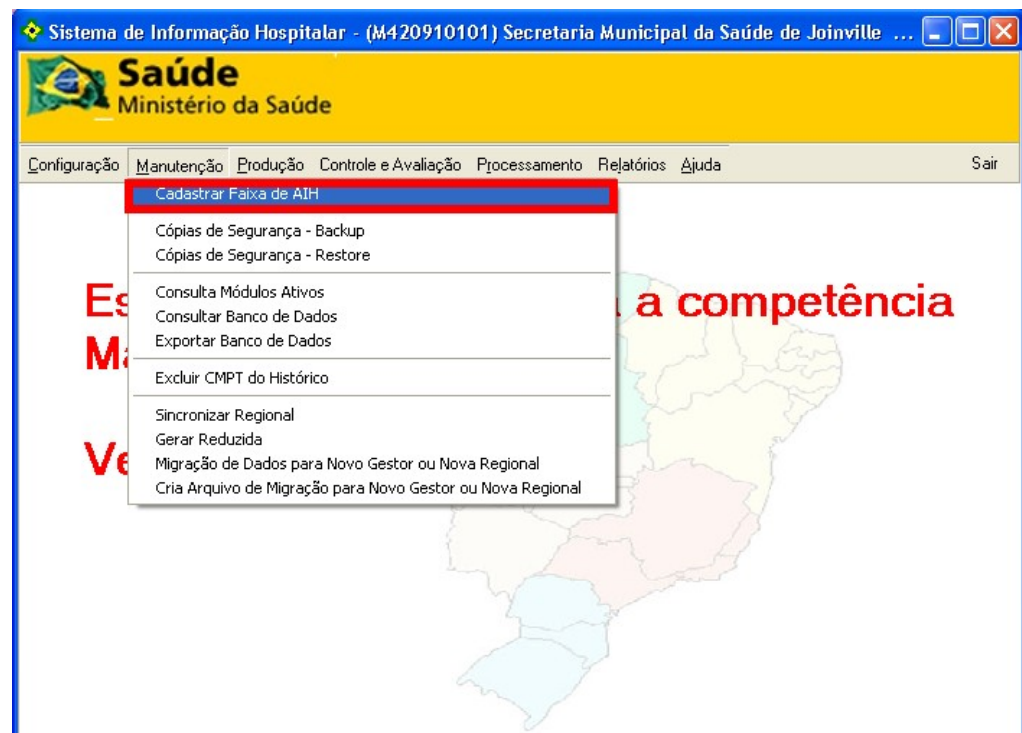 Sistema de Informação Hospitalar - (M420910101) Secretaria Municipal da Saúde de Joinville ...
Saúde
Ministério da Saúde
Configuração Manutenção Produção Controle e Avaliação Processamento Relatórios Ajuda Sair
Cadastrar Faixa de AIH
Cópias de Segurança - Backup
Cópias de Segurança - Restore
Consulta Módulos Ativos
Consultar Banco de Dados
Exportar Banco de Dados
Excluir CMPT do Histórico
Sincronizar Regional
Gerar Reduzida
Migração de Dados para Novo Gestor ou Nova Regional
Cria Arquivo de Migração para Novo Gestor ou Nova Regional
a competência